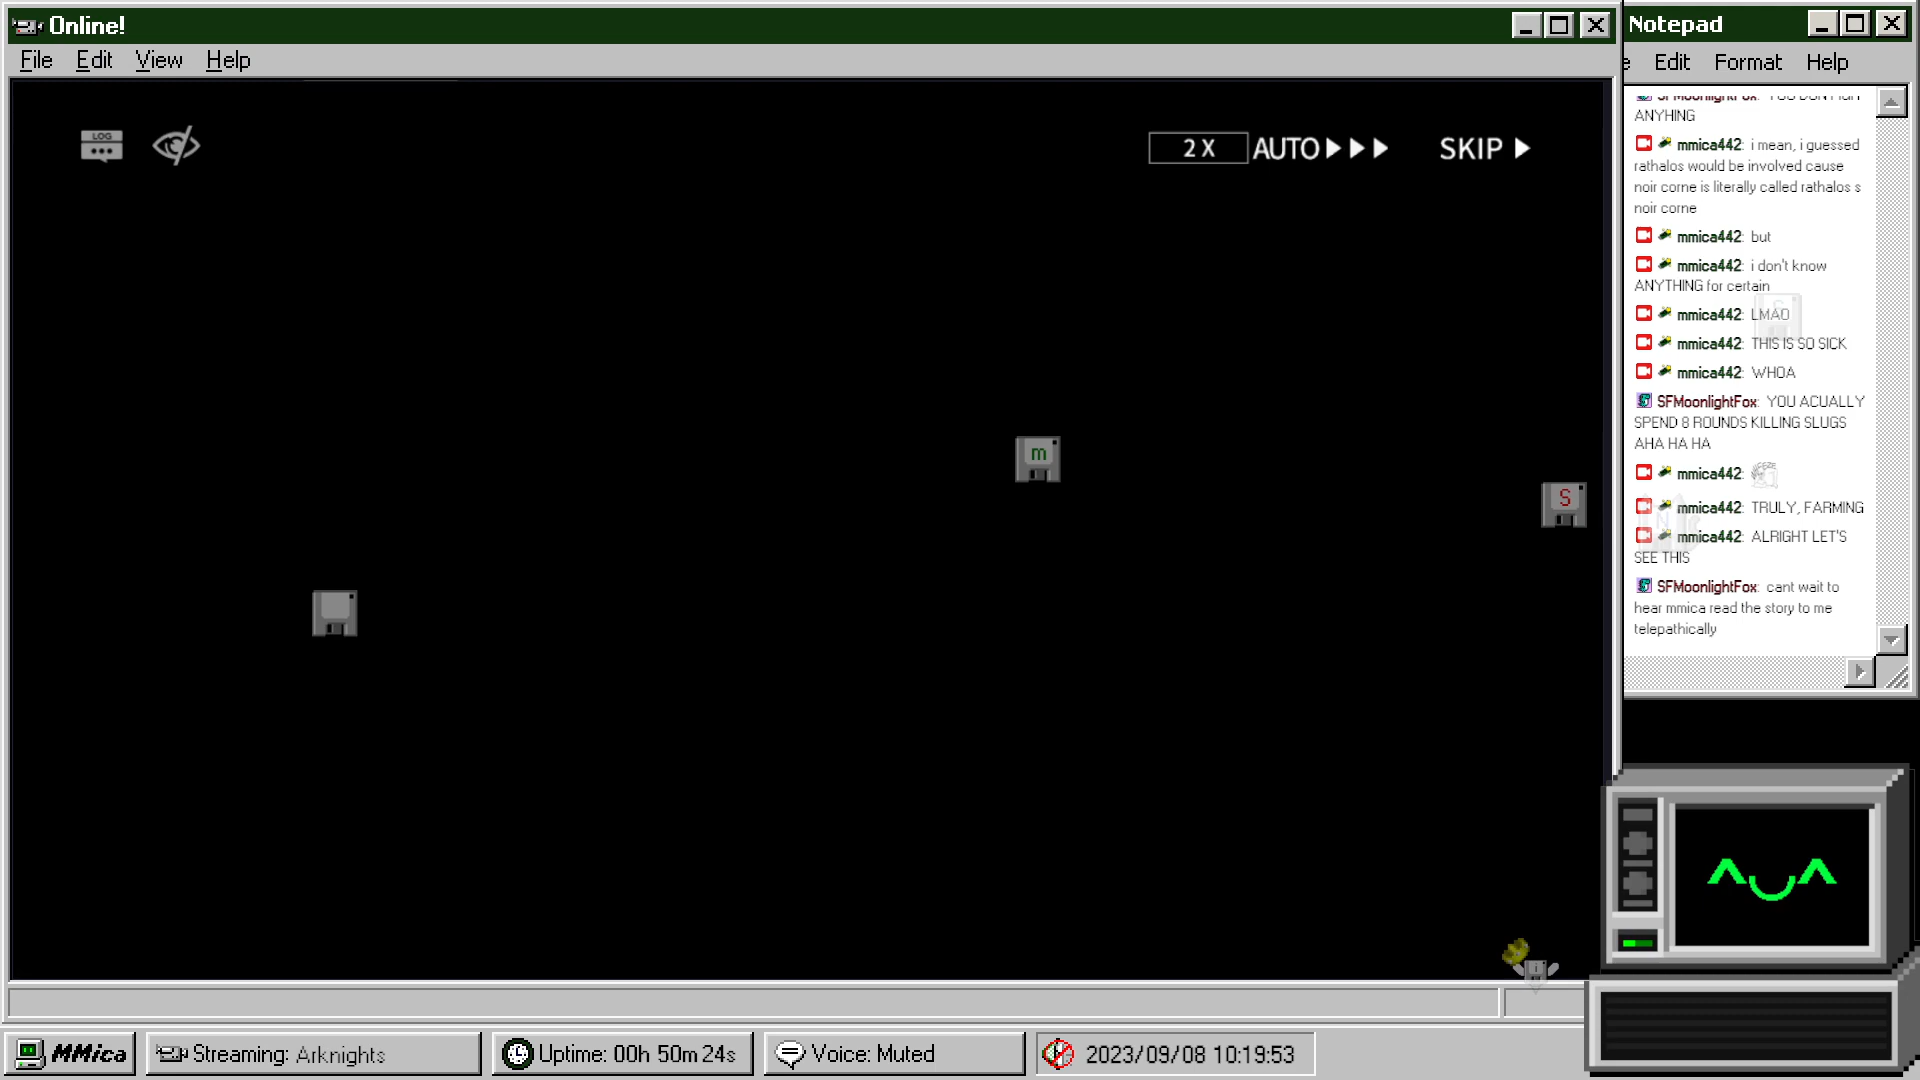 Online!
File Edit View Help
LOG
2 X AUTO SKIP
m
S
Notepad
Edit Format Help
ANYHING
mmica442: i mean, i guessed
rathalos would be involved cause
noir corne is literally called rathalos s
noir corne
mmica442: but
mmica442: i don't know
ANYTHING for certain
mmica442: LMAO
mmica442: THIS IS SO SICK
mmica442: WHOA
SFMoonlightFox: YOU ACUALLY
SPEND 8 ROUNDS KILLING SLUGS
AHA HA HA
mmica442:
mmica442: TRULY, FARMING
mmica442: ALRIGHT LET'S
SEE THIS
SFMoonlightFox: cant wait to
hear mmica read the story to me
telepathically
MMica
Streaming: Arknights
Uptime: 00h 50m 24s
Voice: Muted
2023/09/08 10:19:53